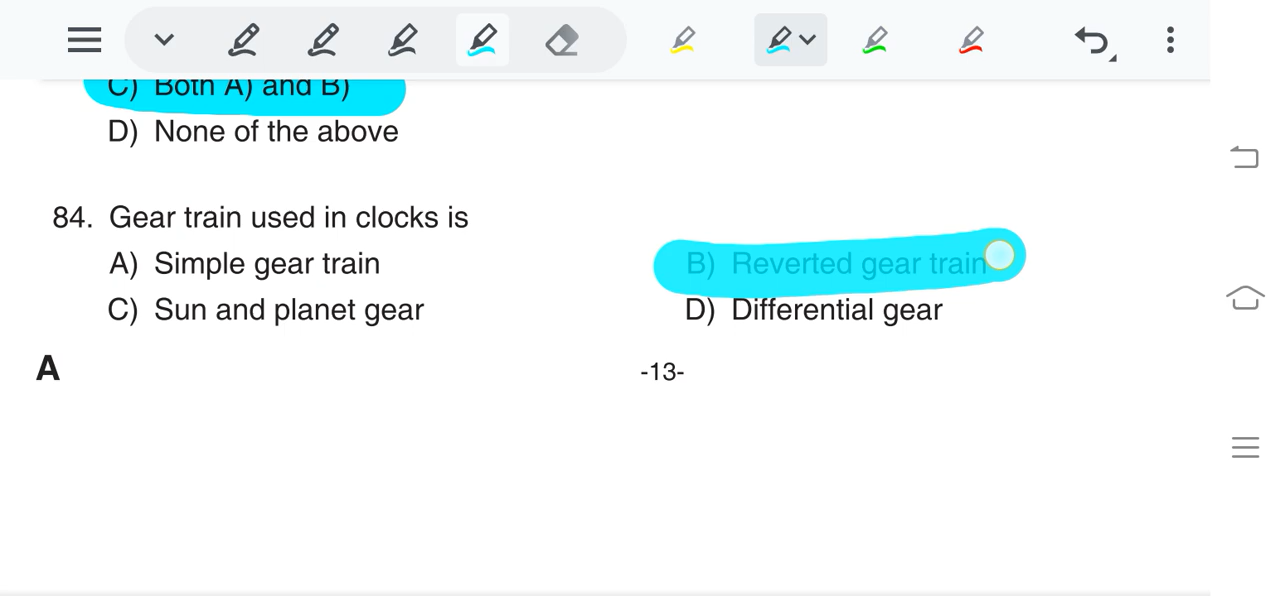 C) Both A) and B)
D) None of the above
84. Gear train used in clocks is
A) Simple gear train B) Reverted gear train
C) Sun and planet gear D) Differential gear
A -13-